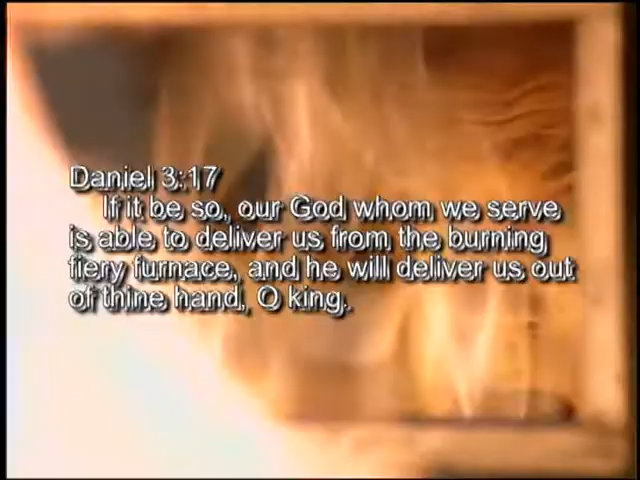 Daniel 3:17
If it be so, our God whom we serve
is able to deliver us from the burning
fiery furnace, and he will deliver us out
of thine hand, O king.